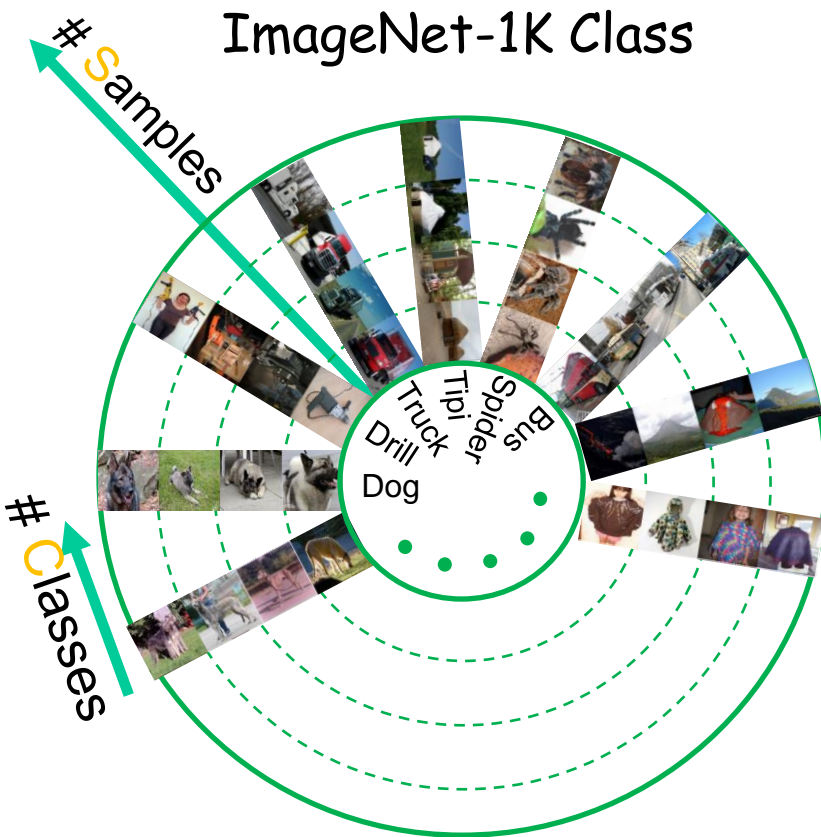 ImageNet-1K Class
# Samples
# Classes
Dog
Drill
Truck
Tipi
Spider
Bus